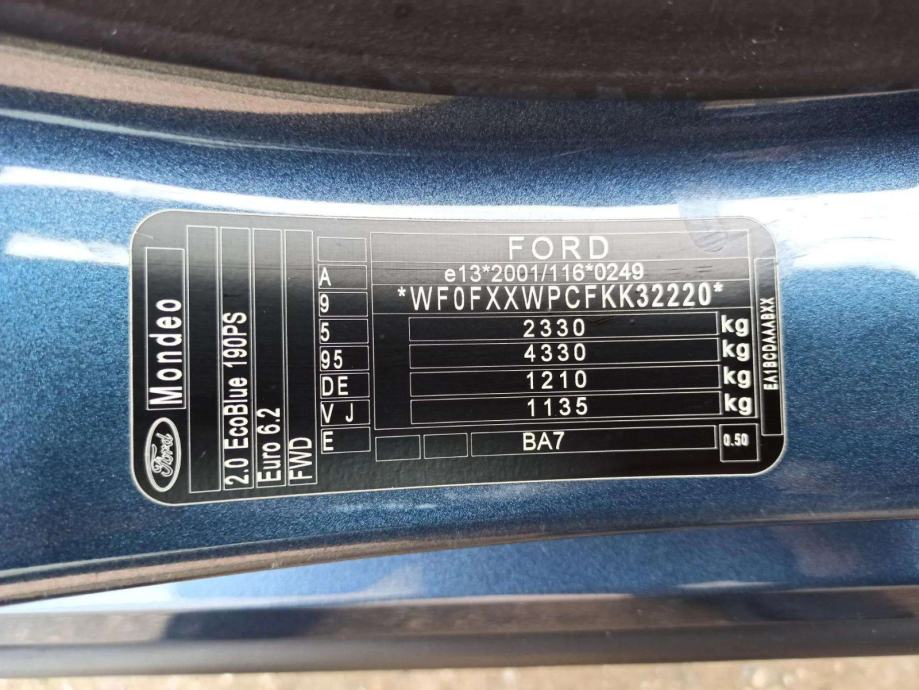 FORD
e13*2001/116*0249
*WF0FXXWPCFKK32220*
2330 kg
4330 kg
1210 kg
1135 kg
BA7
0.50
A
9
5
95
DE
V J
E
Mondeo
Ford
2.0 EcoBlue 190PS
Euro 6.2
FWD
EA1BCDAAABXX